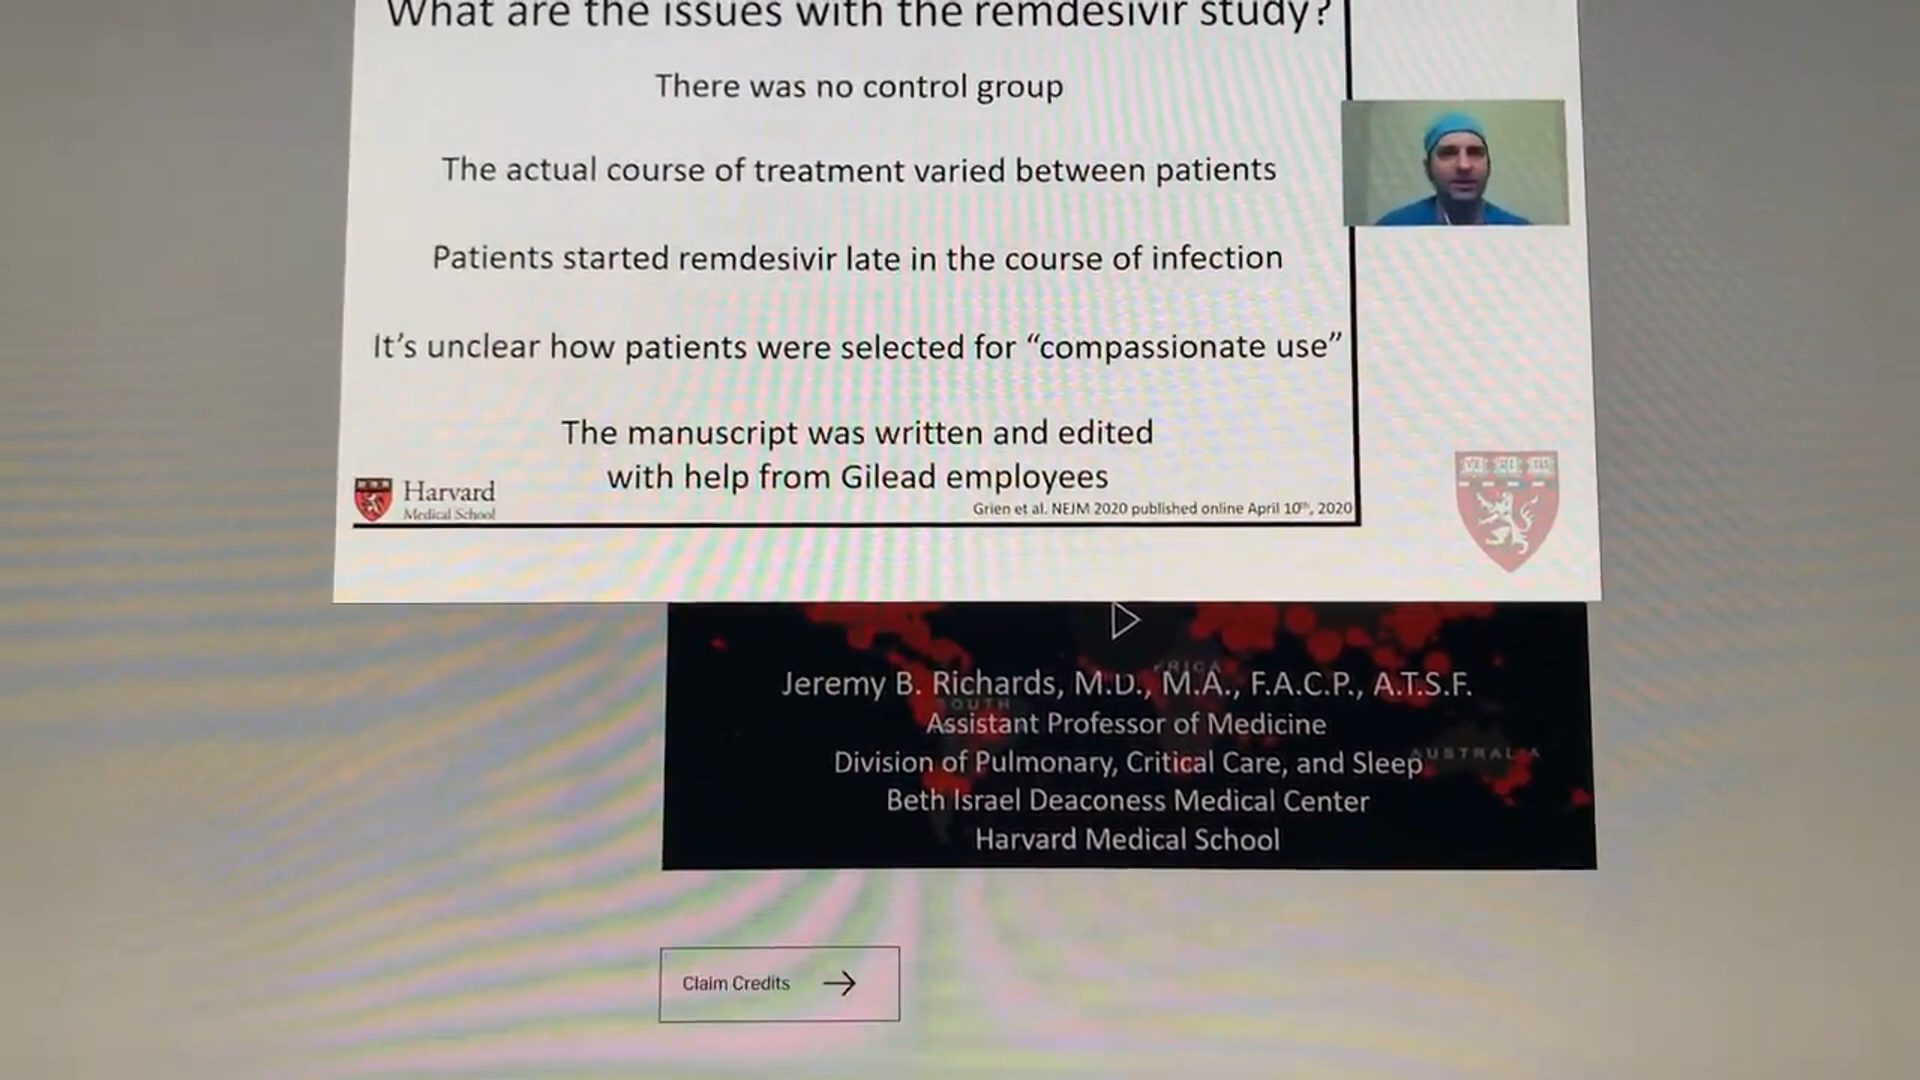 What are the issues with the remdesivir study?
There was no control group
The actual course of treatment varied between patients
Patients started remdesivir late in the course of infection
It's unclear how patients were selected for “compassionate use”
The manuscript was written and edited
with help from Gilead employees
Harvard
Medical School
Grien et al. NEJM 2020 published online April 10th, 2020
Jeremy B. Richards, M.D., M.A., F.A.C.P., A.T.S.F.
SOUTH
Assistant Professor of Medicine
Division of Pulmonary, Critical Care, and Sleep
AUSTRALIA
Beth Israel Deaconess Medical Center
Harvard Medical School
Claim Credits